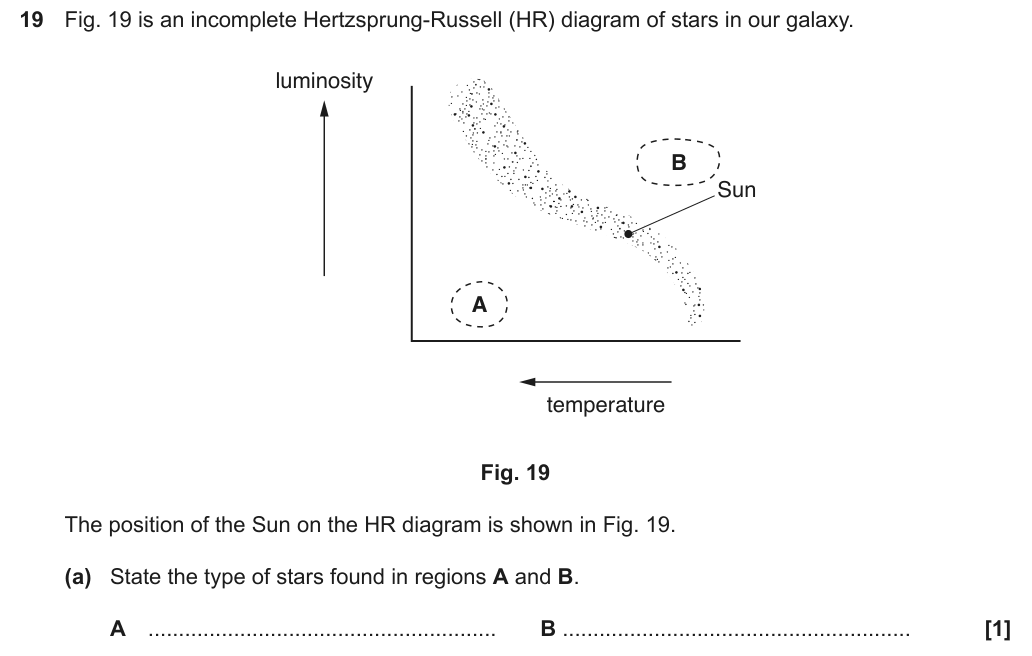 19 Fig. 19 is an incomplete Hertzsprung-Russell (HR) diagram of stars in our galaxy.
luminosity
B
Sun
A
temperature
Fig. 19
The position of the Sun on the HR diagram is shown in Fig. 19.
(a) State the type of stars found in regions A and B.
A .......................................................... B .......................................................... [1]